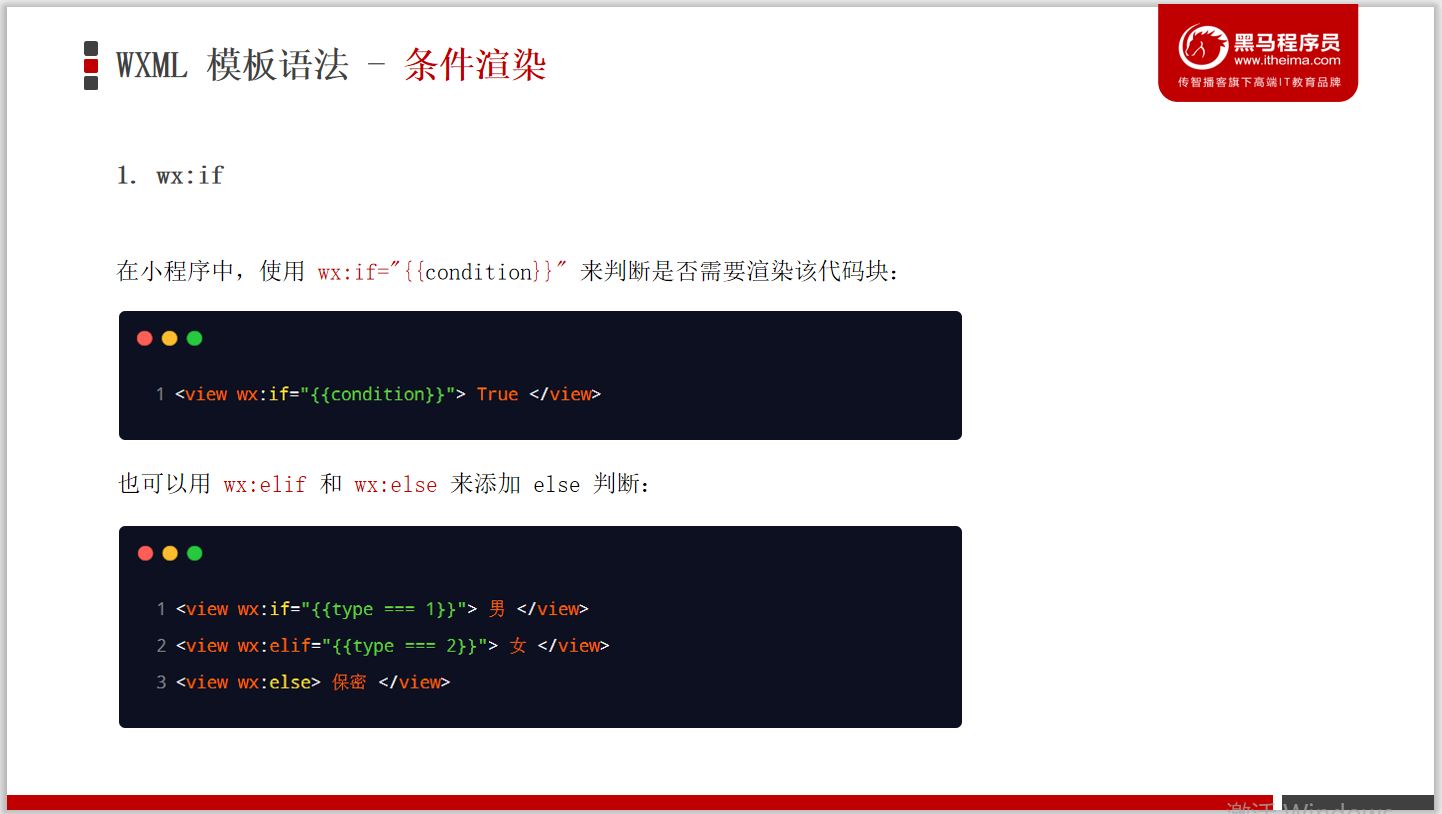 WXML 模板语法 - 条件渲染
黑马程序员
www.itheima.com
传智播客旗下高端IT教育品牌
1. wx:if
在小程序中，使用 wx:if="{{condition}}" 来判断是否需要渲染该代码块：
1 <view wx:if="{{condition}}"> True </view>
也可以用 wx:elif 和 wx:else 来添加 else 判断：
1 <view wx:if="{{type === 1}}"> 男 </view>
2 <view wx:elif="{{type === 2}}"> 女 </view>
3 <view wx:else> 保密 </view>
激活 Windows